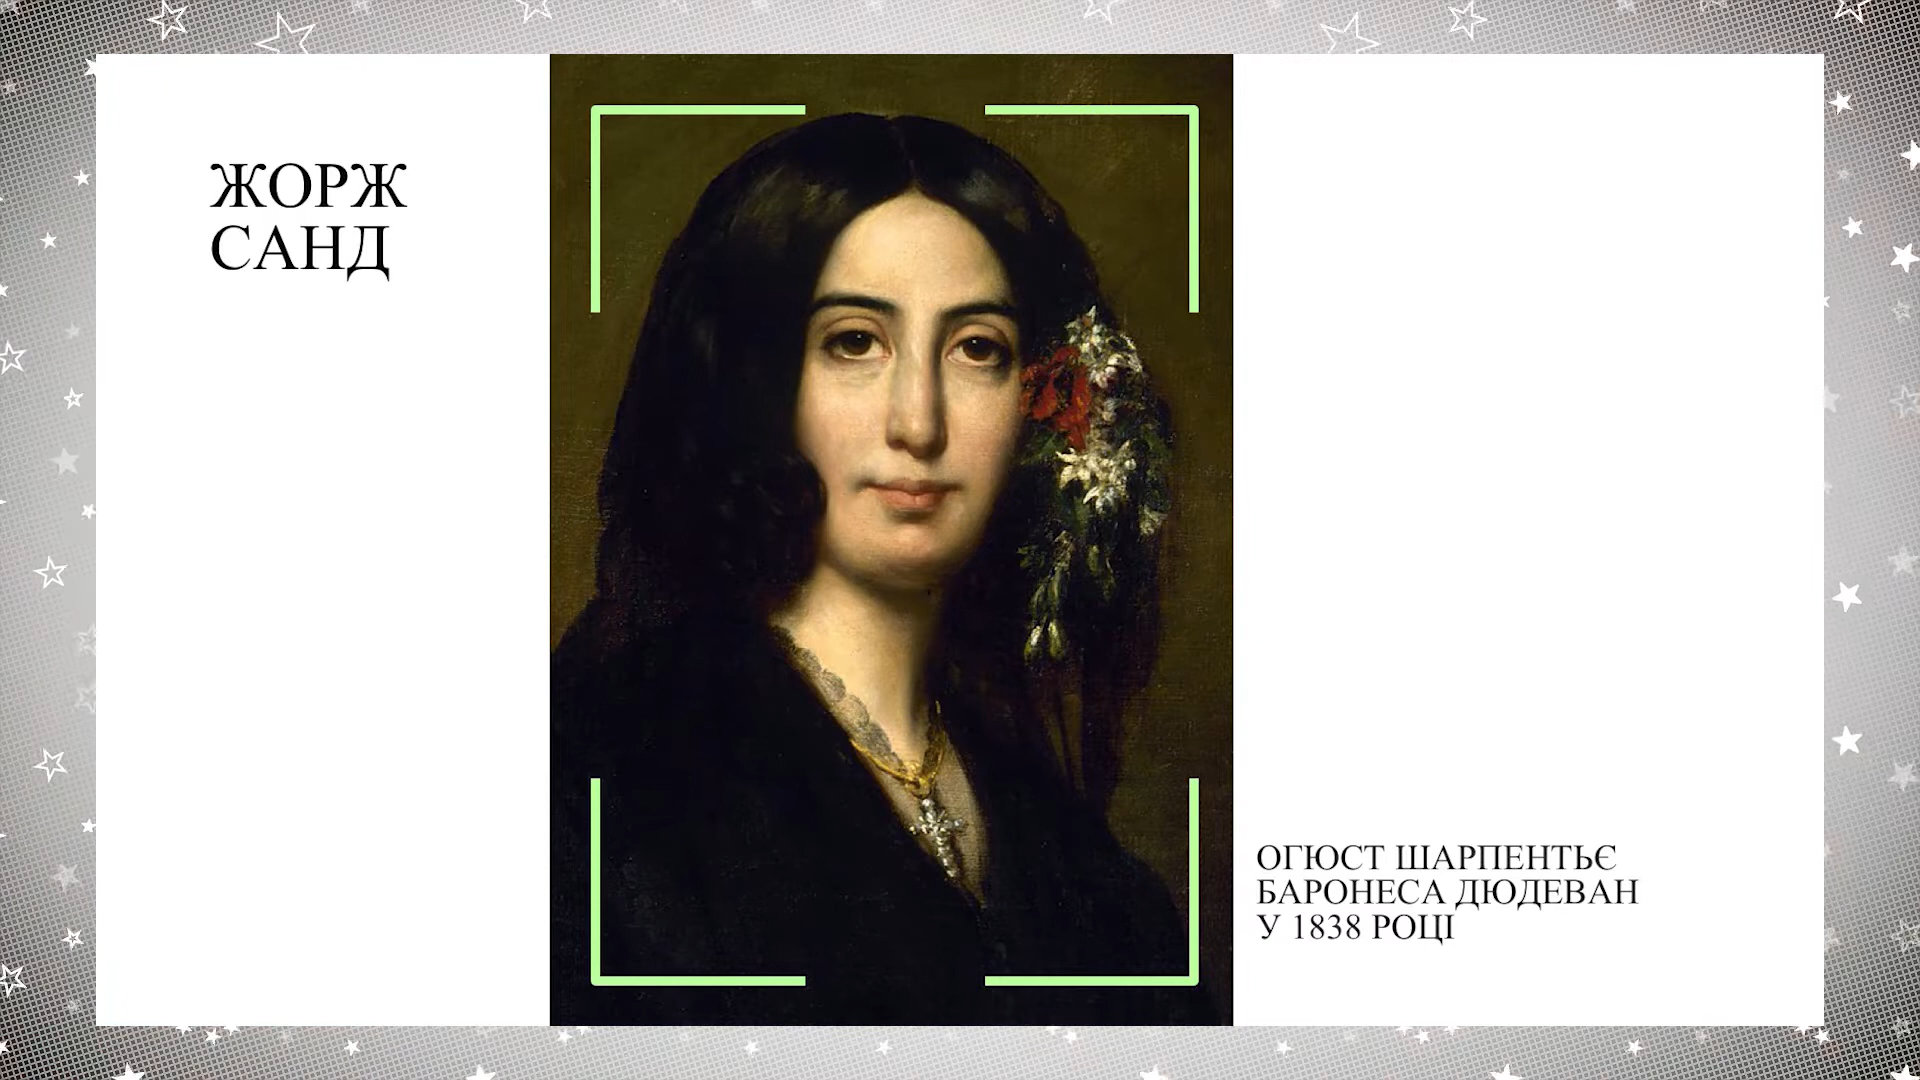 ЖОРЖ
САНД
ОГЮСТ ШАРПЕНТЬЄ
БАРОНЕСА ДЮДЕВАН
У 1838 РОЦІ